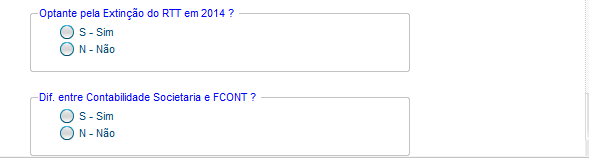 Optante pela Extinção do RTT em 2014 ?
S - Sim
N - Não
Dif. entre Contabilidade Societaria e FCONT ?
S - Sim
N - Não